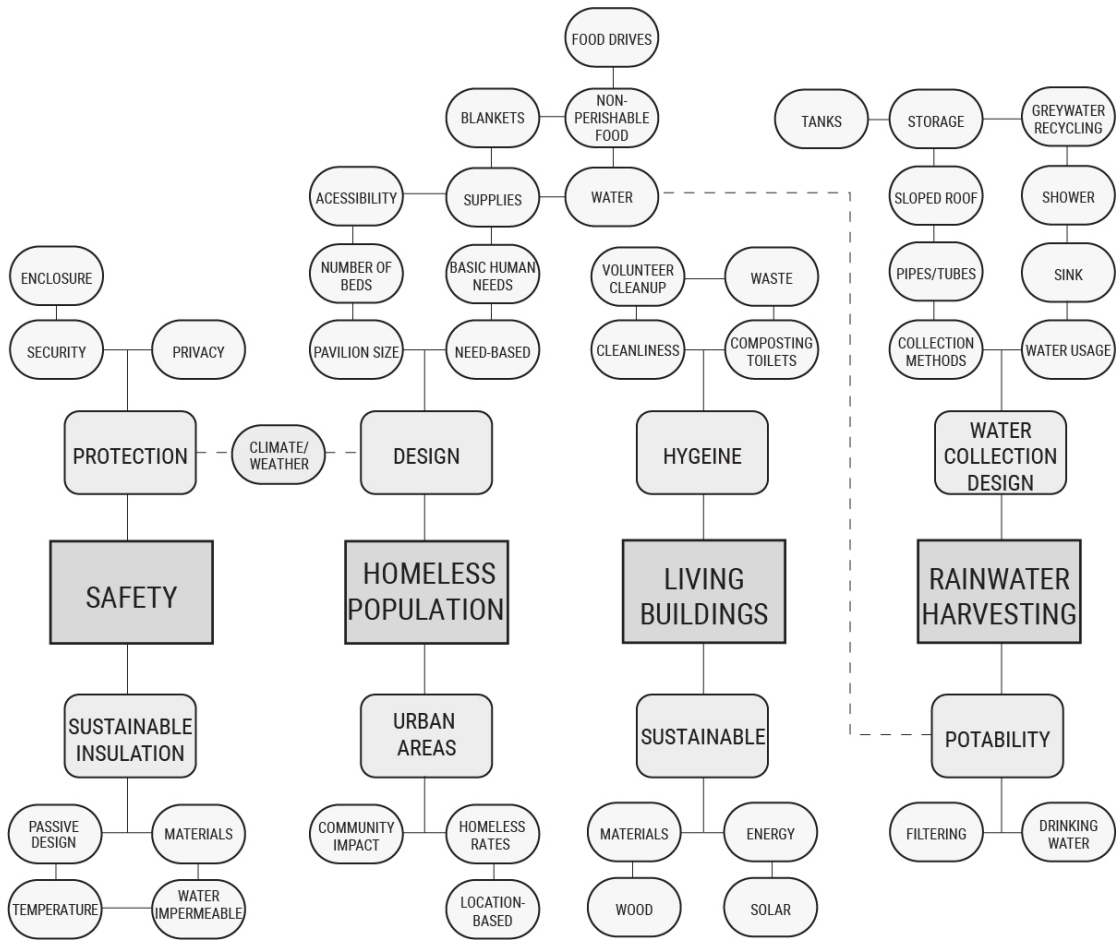 FOOD DRIVES
BLANKETS
NON-
PERISHABLE
FOOD
TANKS
STORAGE
GREYWATER
RECYCLING
ACESSIBILITY
SUPPLIES
WATER
SLOPED ROOF
SHOWER
ENCLOSURE
NUMBER OF
BEDS
BASIC HUMAN
NEEDS
VOLUNTEER
CLEANUP
WASTE
PIPES/TUBES
SINK
SECURITY
PRIVACY
PAVILION SIZE
NEED-BASED
CLEANLINESS
COMPOSTING
TOILETS
COLLECTION
METHODS
WATER USAGE
PROTECTION
CLIMATE/
WEATHER
DESIGN
HYGEINE
WATER
COLLECTION
DESIGN
SAFETY
HOMELESS
POPULATION
LIVING
BUILDINGS
RAINWATER
HARVESTING
SUSTAINABLE
INSULATION
URBAN
AREAS
SUSTAINABLE
POTABILITY
PASSIVE
DESIGN
MATERIALS
COMMUNITY
IMPACT
HOMELESS
RATES
MATERIALS
ENERGY
FILTERING
DRINKING
WATER
TEMPERATURE
WATER
IMPERMEABLE
LOCATION-
BASED
WOOD
SOLAR